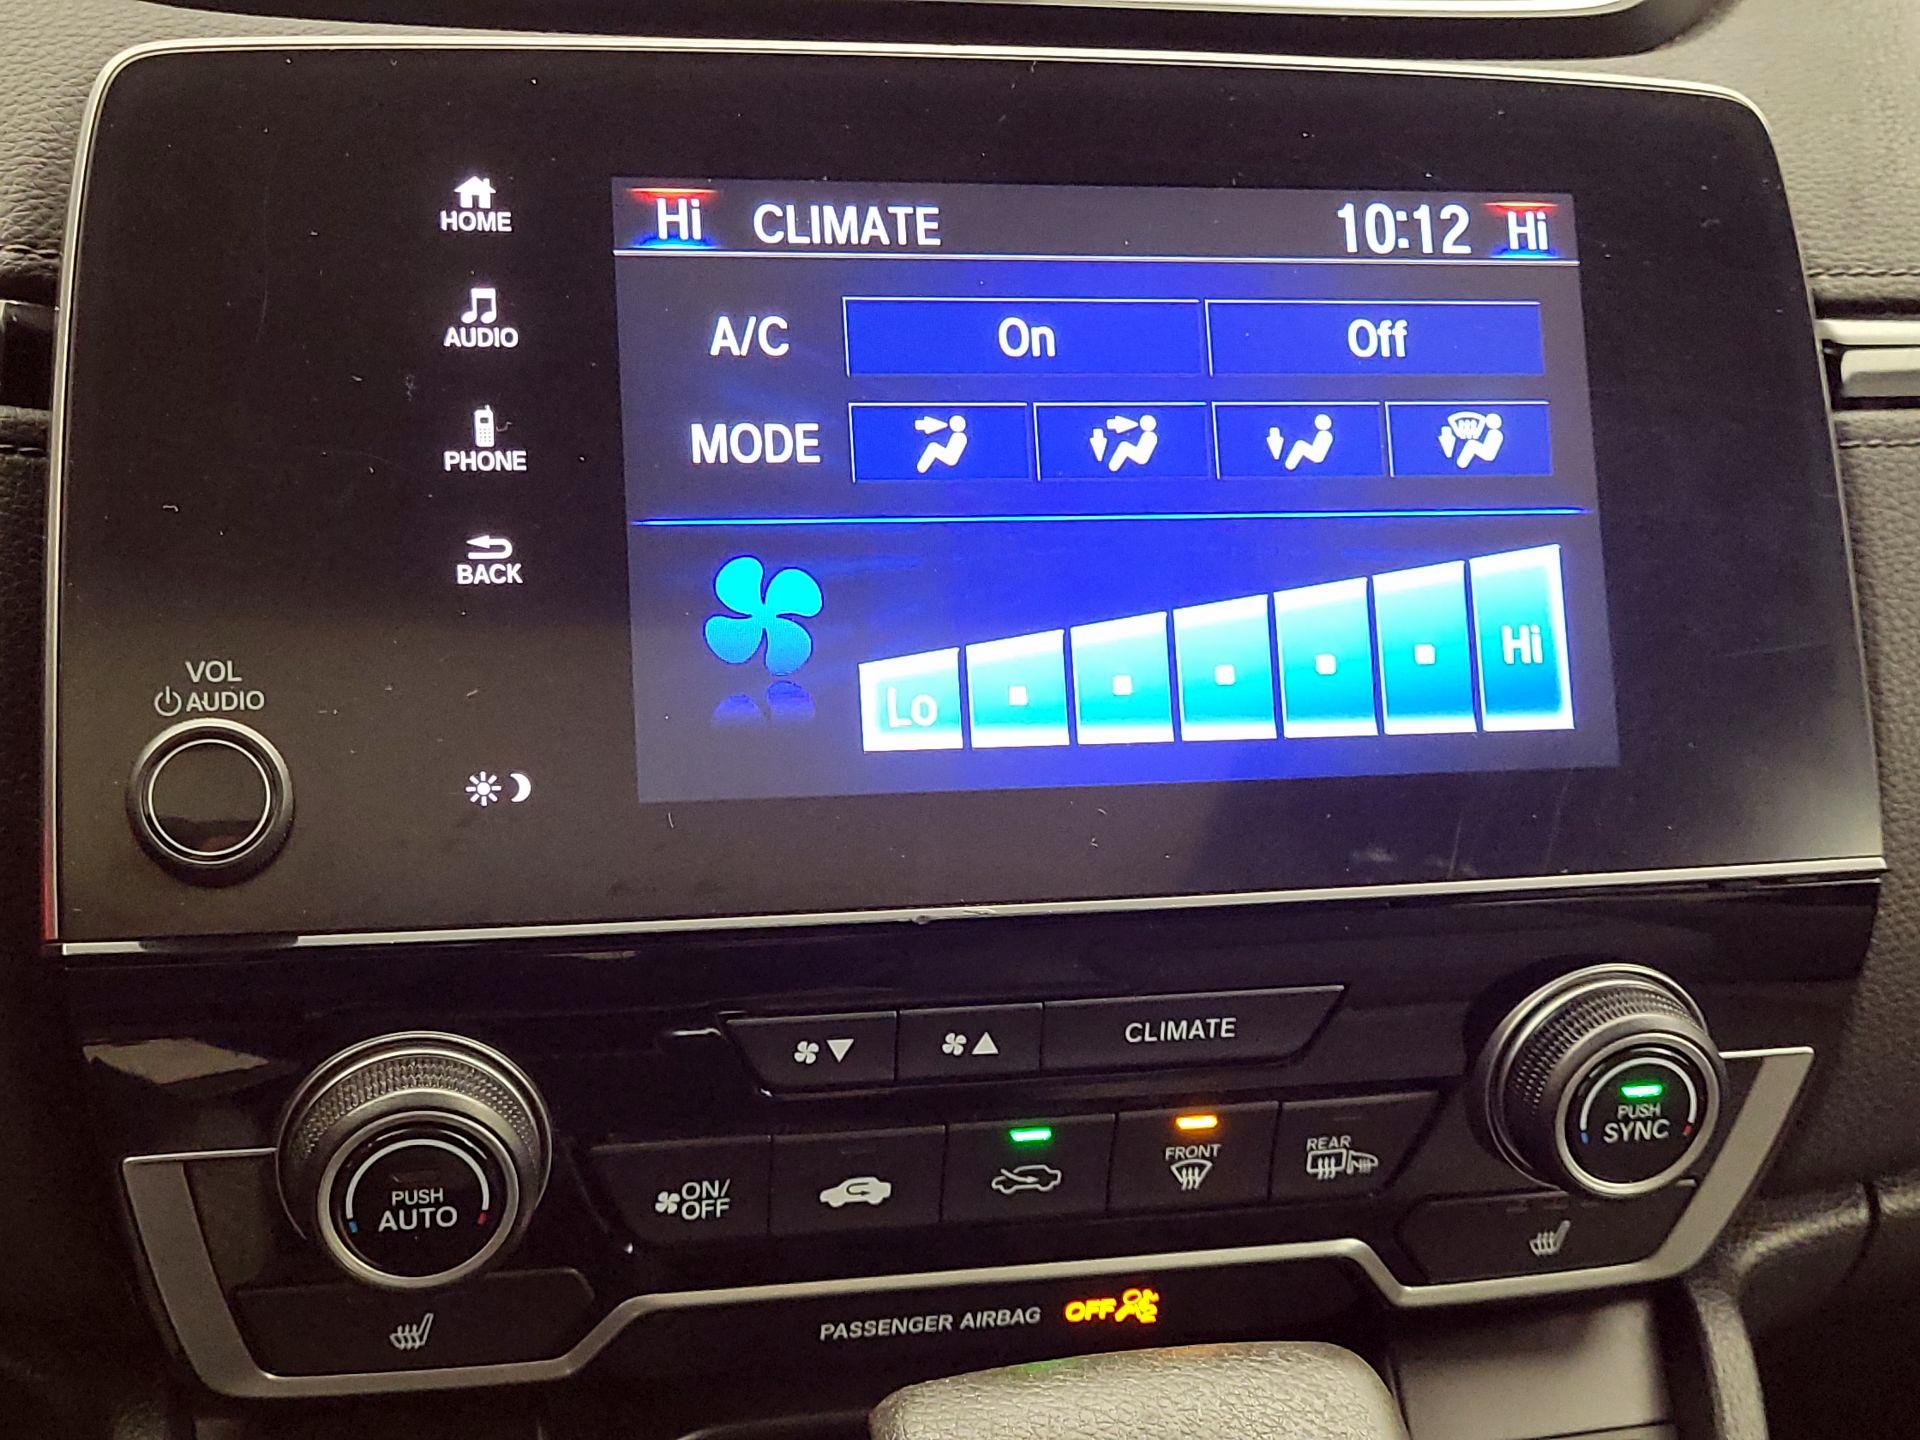 HOME
AUDIO
PHONE
BACK
VOL
AUDIO
Hi CLIMATE 10:12 Hi
A/C On Off
MODE
Lo Hi
CLIMATE
PUSH
AUTO
ON/
OFF
FRONT
REAR
PUSH
SYNC
PASSENGER AIRBAG OFF